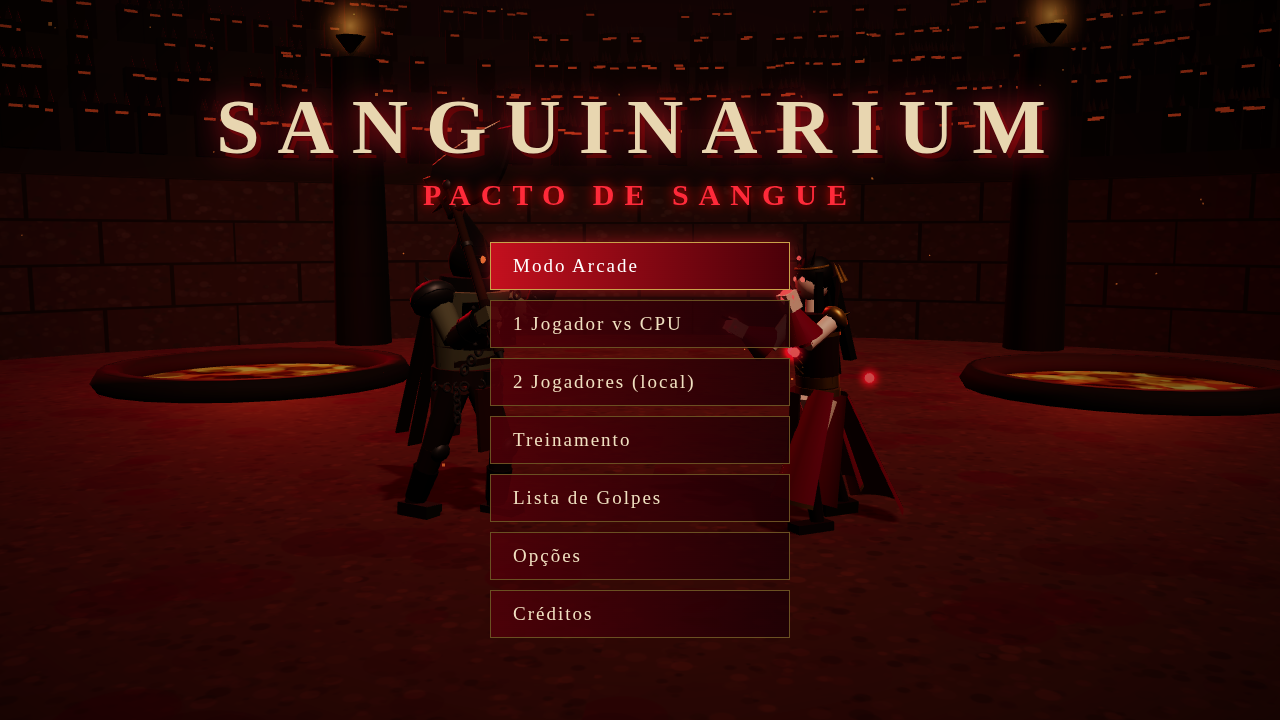 SANGUINARIUM
PACTO DE SANGUE
Modo Arcade
1 Jogador vs CPU
2 Jogadores (local)
Treinamento
Lista de Golpes
Opções
Créditos